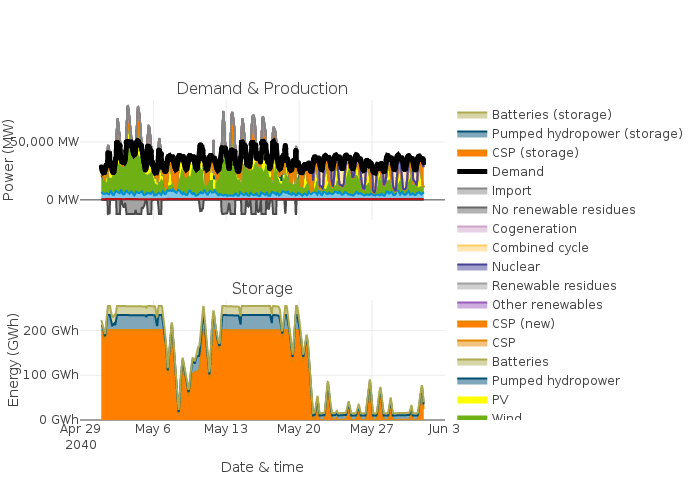 Demand & Production
50,000 MW
0 MW
Power (MW)
Batteries (storage)
Pumped hydropower (storage)
CSP (storage)
Demand
Import
No renewable residues
Cogeneration
Combined cycle
Nuclear
Renewable residues
Other renewables
CSP (new)
CSP
Batteries
Pumped hydropower
PV
Wind
Storage
200 GWh
100 GWh
0 GWh
Energy (GWh)
Apr 29 May 6 May 13 May 20 May 27 Jun 3
2040
Date & time